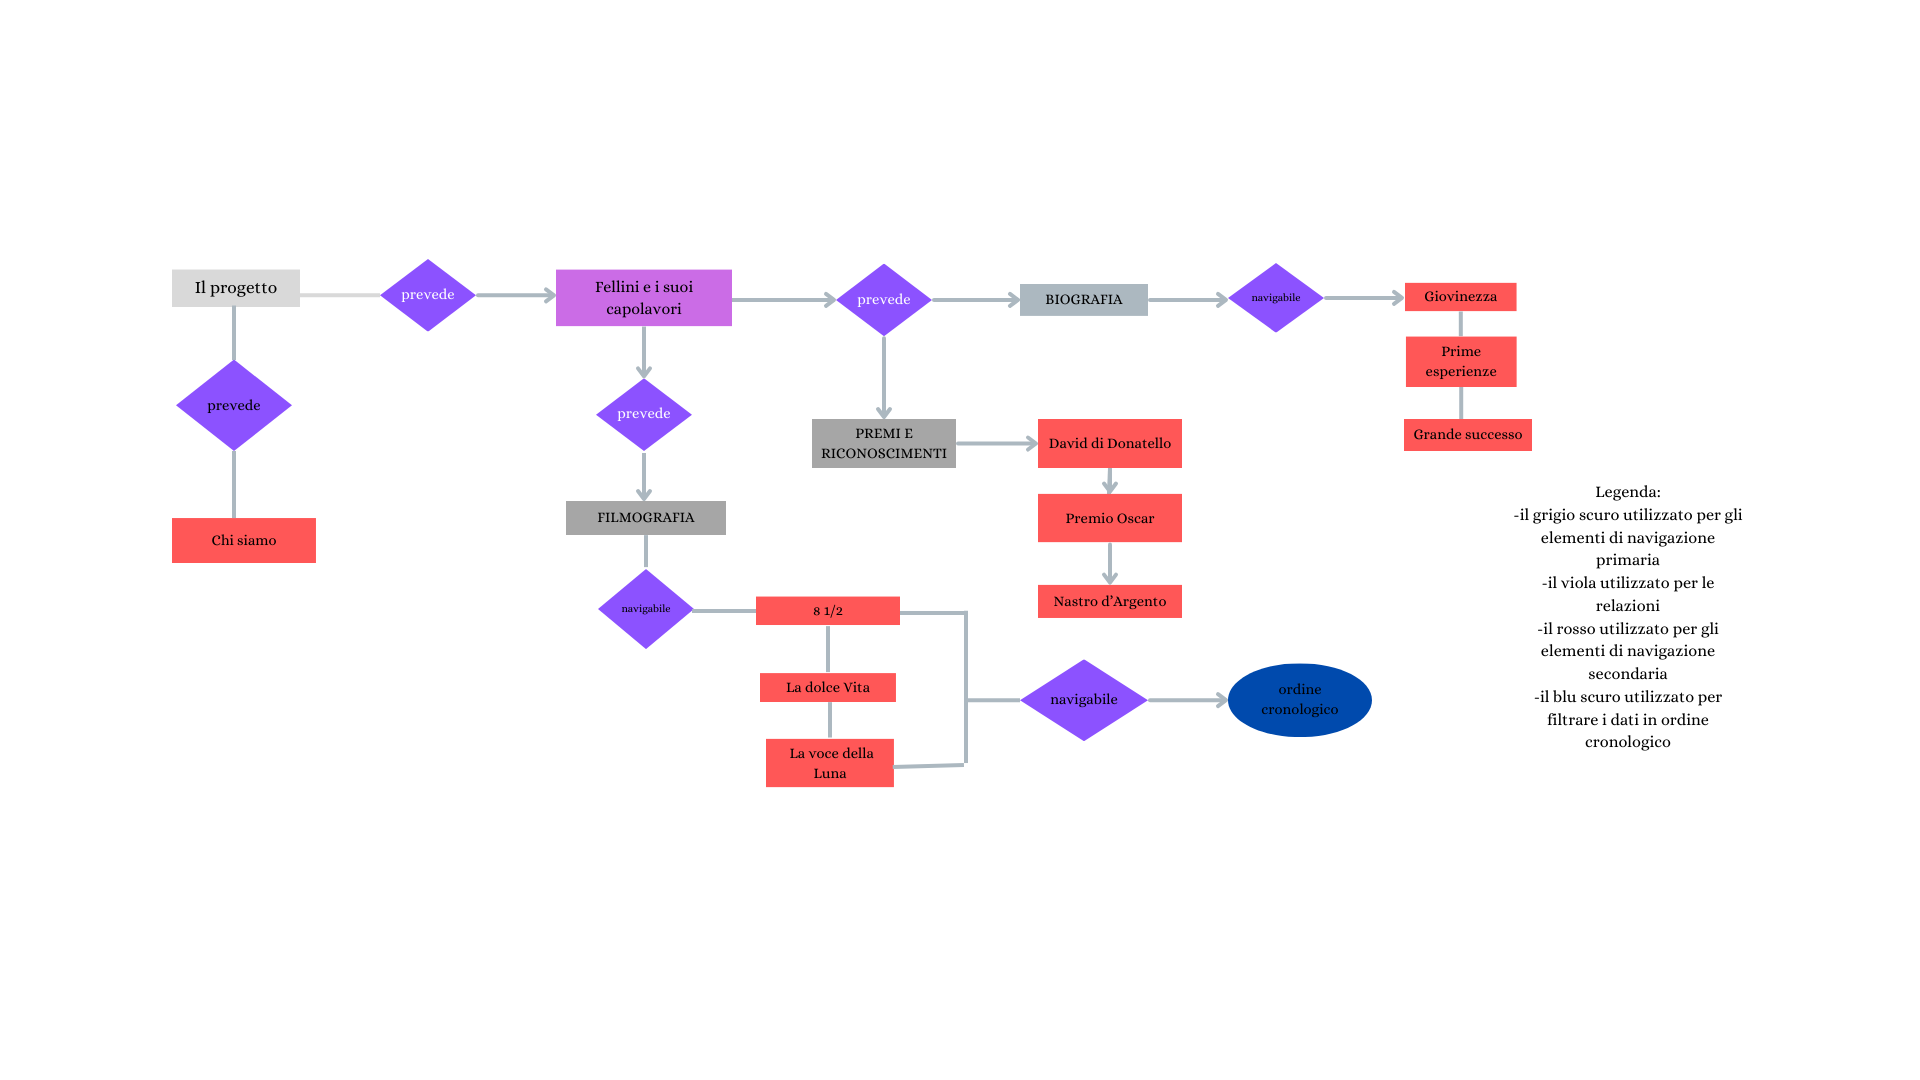 Il progetto
prevede
Chi siamo
prevede
Fellini e i suoi
capolavori
prevede
FILMOGRAFIA
navigabile
8 1/2
La dolce Vita
La voce della
Luna
navigabile
ordine
cronologico
prevede
PREMI E
RICONOSCIMENTI
David di Donatello
Premio Oscar
Nastro d’Argento
BIOGRAFIA
navigabile
Giovinezza
Prime
esperienze
Grande successo
Legenda:
-il grigio scuro utilizzato per gli
elementi di navigazione
primaria
-il viola utilizzato per le
relazioni
-il rosso utilizzato per gli
elementi di navigazione
secondaria
-il blu scuro utilizzato per
filtrare i dati in ordine
cronologico